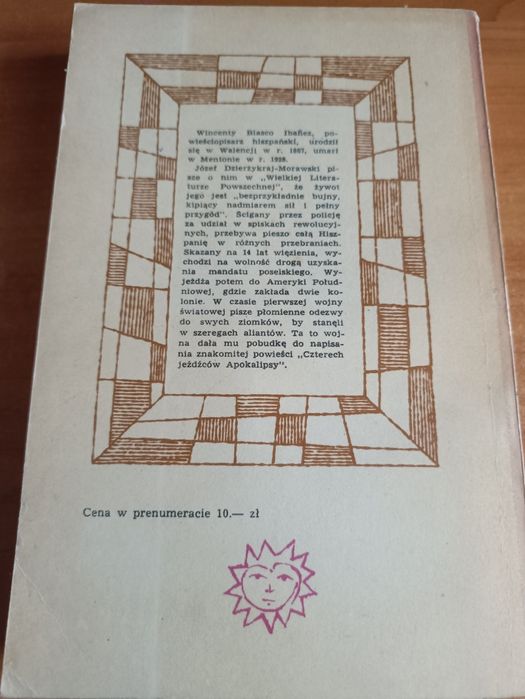 Wincenty Blasco Ibañez, po-
wieściopisarz hiszpański, urodził
się w Walencji w r. 1867, umarł
w Mentonie w r. 1928.
Józef Dzierżykraj-Morawski pi-
sze o nim w „Wielkiej Litera-
turze Powszechnej", że żywot
jego jest „bezprzykładnie bujny,
kipiący nadmiarem sił i pełny
przygód". Ścigany przez policję
za udział w spiskach rewolucyj-
nych, przebywa pieszo całą Hisz-
panię w różnych przebraniach.
Skazany na 14 lat więzienia, wy-
chodzi na wolność drogą uzyska-
nia mandatu poselskiego. Wy-
jeżdża potem do Ameryki Połud-
niowej, gdzie zakłada dwie ko-
lonie. W czasie pierwszej wojny
światowej pisze płomienne odezwy
do swych ziomków, by stanęli
w szeregach aliantów. Ta to woj-
na dała mu pobudkę do napisa-
nia znakomitej powieści „Czterech
jeźdźców Apokalipsy".
Cena w prenumeracie 10.— zł